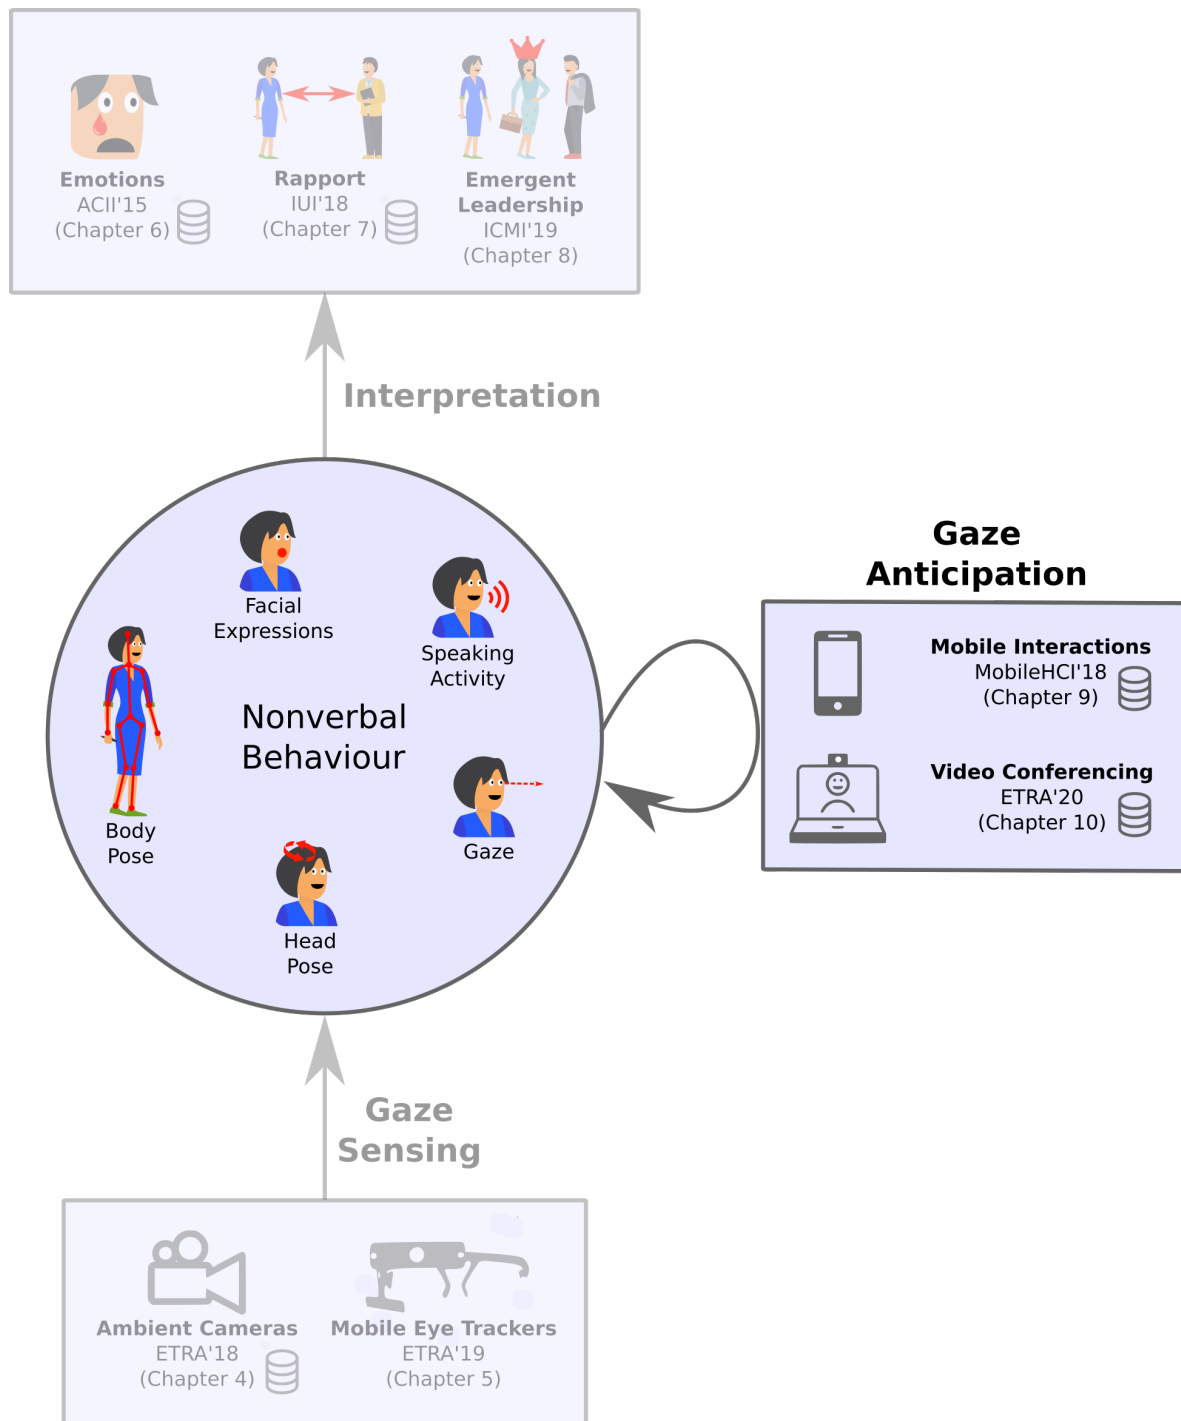 Emotions
ACII'15
(Chapter 6)
Rapport
IUI'18
(Chapter 7)
Emergent
Leadership
ICMI'19
(Chapter 8)
Interpretation
Facial
Expressions
Speaking
Activity
Nonverbal
Behaviour
Body
Pose
Gaze
Head
Pose
Gaze
Anticipation
Mobile Interactions
MobileHCI'18
(Chapter 9)
Video Conferencing
ETRA'20
(Chapter 10)
Gaze
Sensing
Ambient Cameras
ETRA'18
(Chapter 4)
Mobile Eye Trackers
ETRA'19
(Chapter 5)